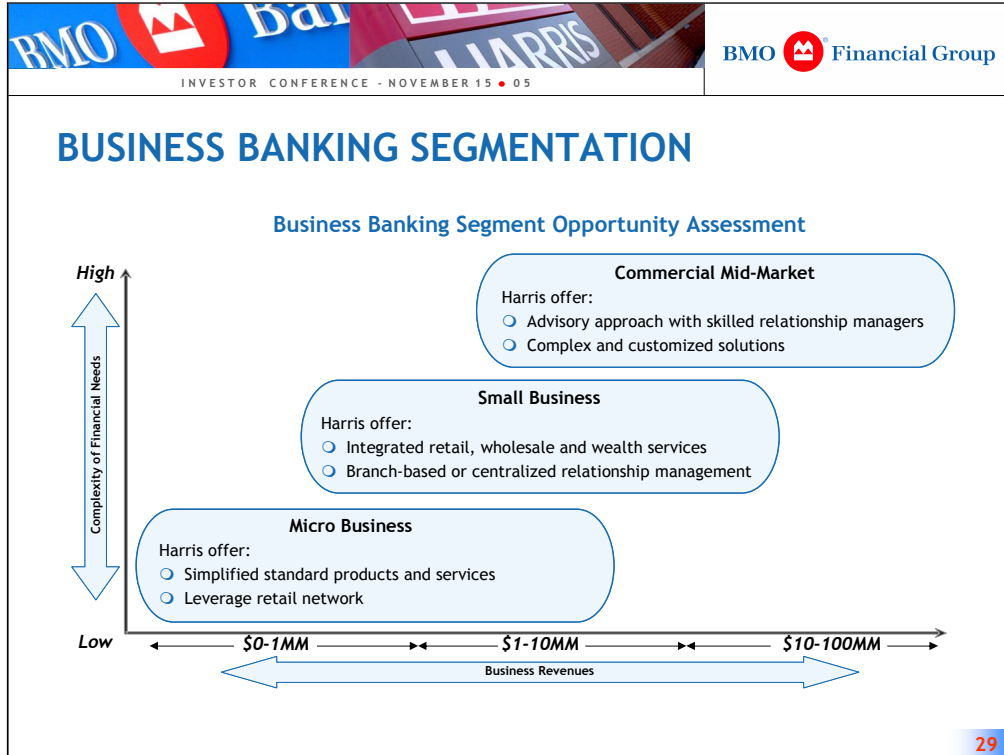 BMO
Ba
HARRIS
BMO Financial Group
INVESTOR CONFERENCE - NOVEMBER 15 ● 05
BUSINESS BANKING SEGMENTATION
Business Banking Segment Opportunity Assessment
High
Complexity of Financial Needs
Low
Commercial Mid-Market
Harris offer:
❍ Advisory approach with skilled relationship managers
❍ Complex and customized solutions
Small Business
Harris offer:
❍ Integrated retail, wholesale and wealth services
❍ Branch-based or centralized relationship management
Micro Business
Harris offer:
❍ Simplified standard products and services
❍ Leverage retail network
$0-1MM $1-10MM $10-100MM
Business Revenues
29